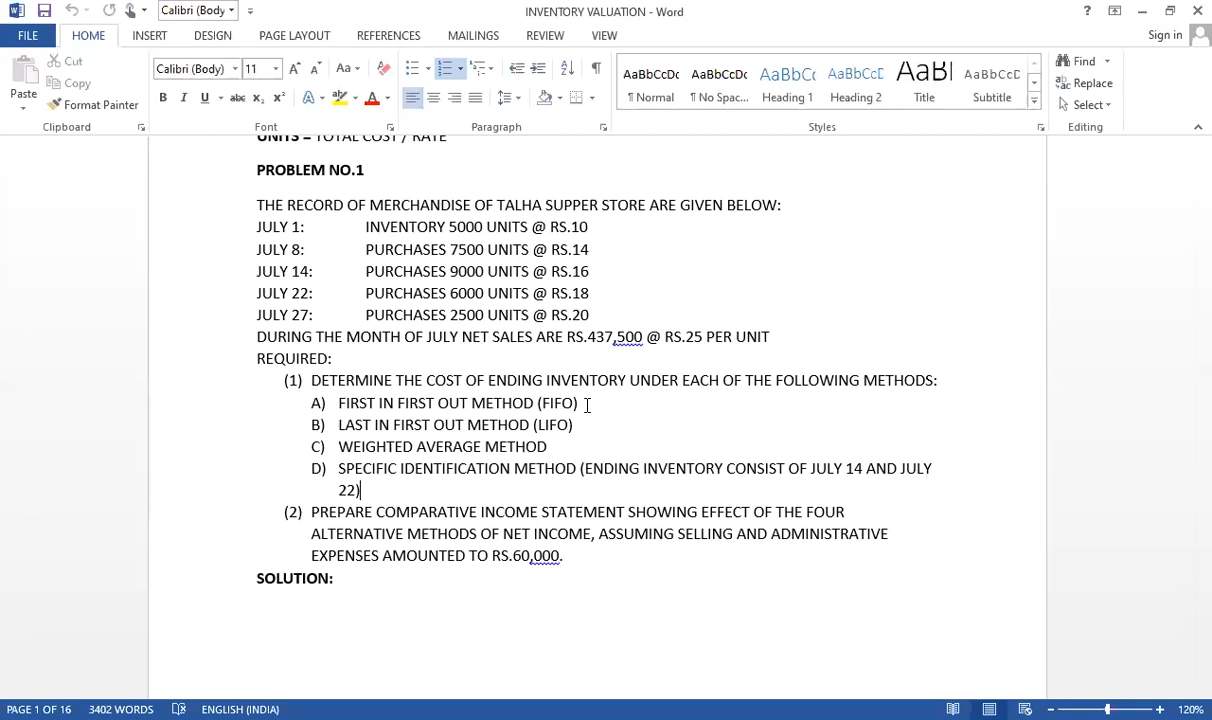 INVENTORY VALUATION - Word
Calibri (Body
Sign in
FILE HOME INSERT DESIGN PAGE LAYOUT REFERENCES MAILINGS REVIEW VIEW
Paste
Cut
Copy
Format Painter
Clipboard
Calibri (Body) 11
Font
Paragraph
AaBbCcDc AaBbCcDc AaBbCcD AaBbCcD AaBbI AaBbCcD
¶ Normal ¶ No Spac... Heading 1 Heading 2 Title Subtitle
Styles
Find
Replace
Select
Editing
UNITS = TOTAL COST / RATE
PROBLEM NO.1
THE RECORD OF MERCHANDISE OF TALHA SUPPER STORE ARE GIVEN BELOW:
JULY 1: INVENTORY 5000 UNITS @ RS.10
JULY 8: PURCHASES 7500 UNITS @ RS.14
JULY 14: PURCHASES 9000 UNITS @ RS.16
JULY 22: PURCHASES 6000 UNITS @ RS.18
JULY 27: PURCHASES 2500 UNITS @ RS.20
DURING THE MONTH OF JULY NET SALES ARE RS.437,500 @ RS.25 PER UNIT
REQUIRED:
(1) DETERMINE THE COST OF ENDING INVENTORY UNDER EACH OF THE FOLLOWING METHODS:
A) FIRST IN FIRST OUT METHOD (FIFO)
B) LAST IN FIRST OUT METHOD (LIFO)
C) WEIGHTED AVERAGE METHOD
D) SPECIFIC IDENTIFICATION METHOD (ENDING INVENTORY CONSIST OF JULY 14 AND JULY
22)
(2) PREPARE COMPARATIVE INCOME STATEMENT SHOWING EFFECT OF THE FOUR
ALTERNATIVE METHODS OF NET INCOME, ASSUMING SELLING AND ADMINISTRATIVE
EXPENSES AMOUNTED TO RS.60,000.
SOLUTION:
PAGE 1 OF 16 3402 WORDS ENGLISH (INDIA) 120%